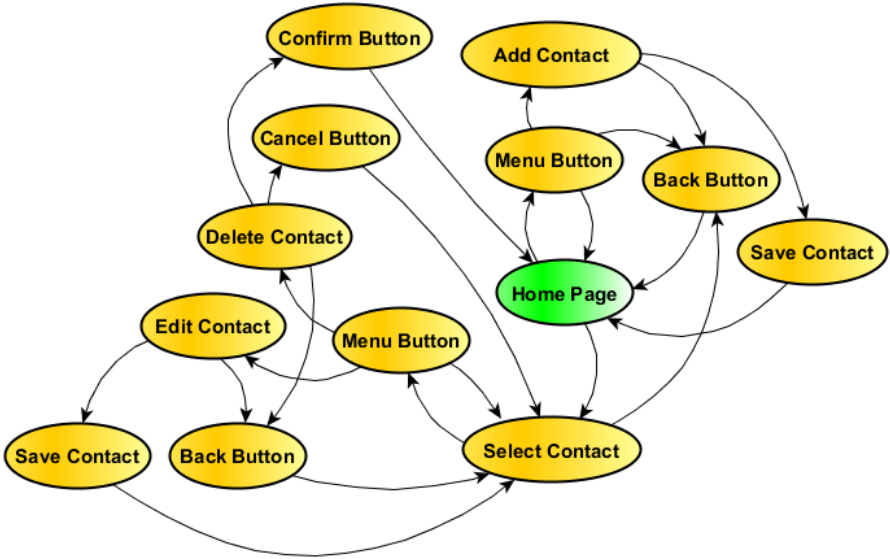 Confirm Button
Add Contact
Cancel Button
Menu Button
Back Button
Delete Contact
Save Contact
Home Page
Edit Contact
Menu Button
Select Contact
Save Contact
Back Button